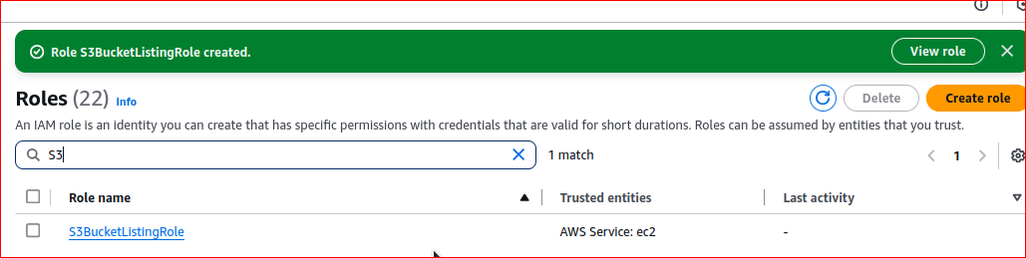 Role S3BucketListingRole created.
View role
Roles (22) Info
Delete
Create role
An IAM role is an identity you can create that has specific permissions with credentials that are valid for short durations. Roles can be assumed by entities that you trust.
S3
1 match
1
Role name
Trusted entities
Last activity
S3BucketListingRole
AWS Service: ec2
-